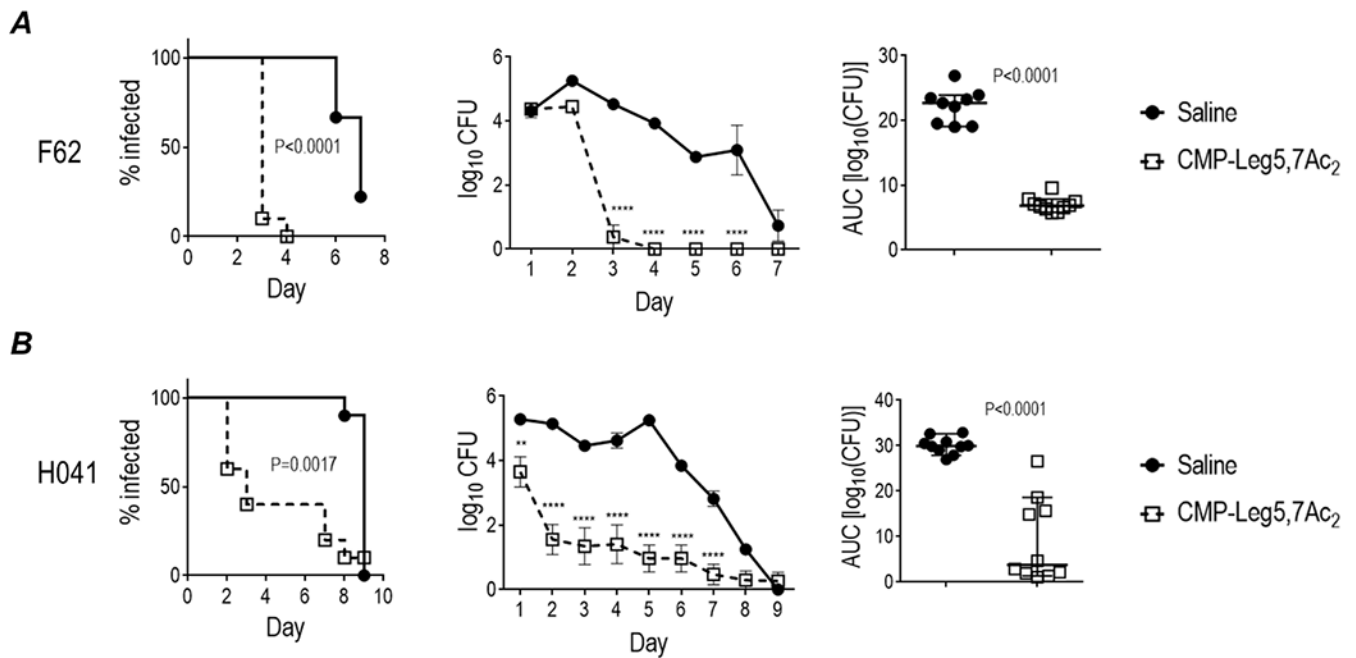 A
F62
% infected
100
50
0
0 2 4 6 8
Day
P<0.0001
log10 CFU
6
4
2
0
**** **** **** ****
1 2 3 4 5 6 7
Day
AUC [log10(CFU)]
30
20
10
0
P<0.0001
Saline
CMP-Leg5,7Ac2
B
H041
% infected
100
50
0
0 2 4 6 8 10
Day
P=0.0017
log10 CFU
6
4
2
0
** **** **** **** **** **** ****
1 2 3 4 5 6 7 8 9
Day
AUC [log10(CFU)]
40
30
20
10
0
P<0.0001
Saline
CMP-Leg5,7Ac2